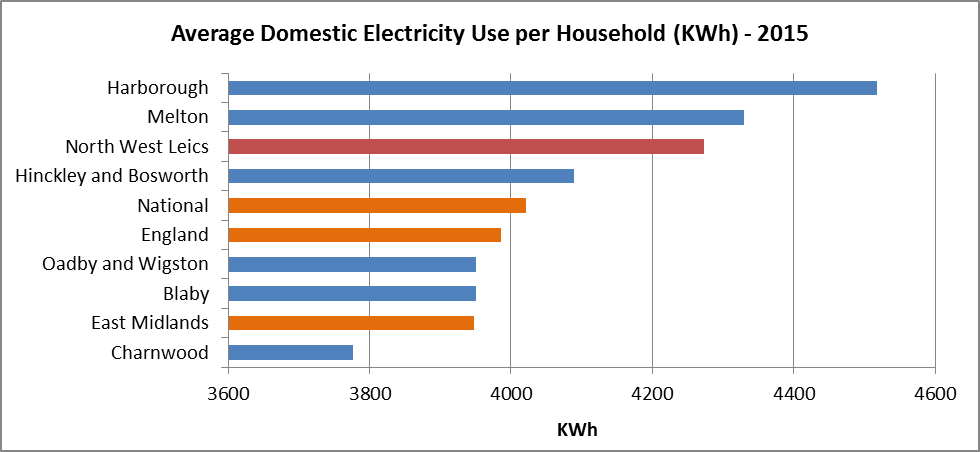 Average Domestic Electricity Use per Household (KWh) - 2015
Harborough
Melton
North West Leics
Hinckley and Bosworth
National
England
Oadby and Wigston
Blaby
East Midlands
Charnwood
3600 3800 4000 4200 4400 4600
KWh